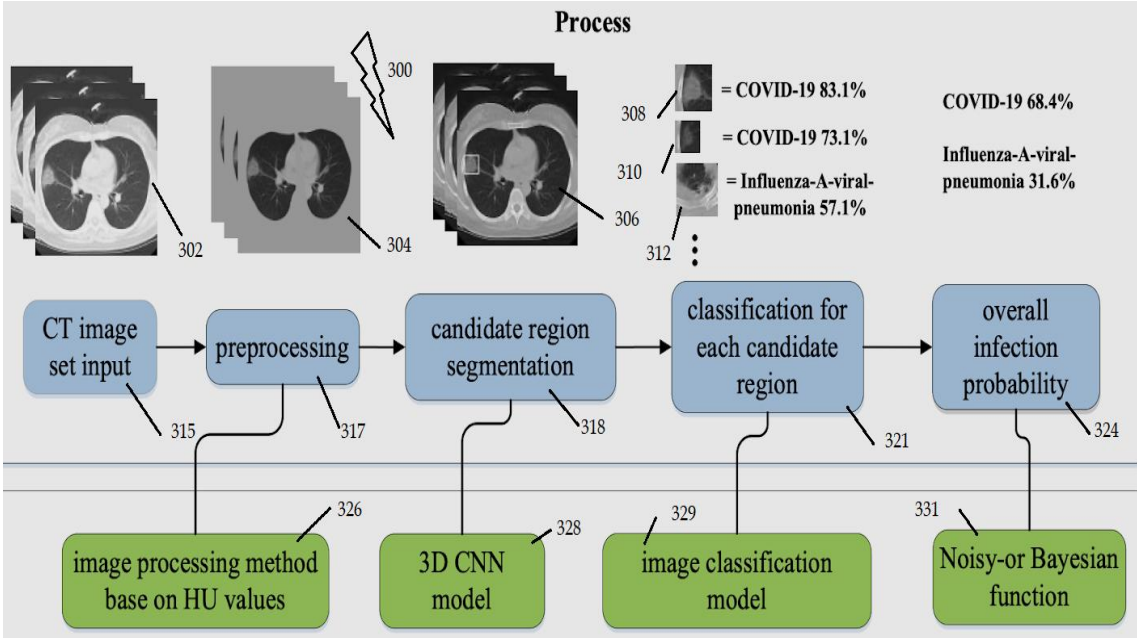 Process
300
302
304
306
308
= COVID-19 83.1%
310
= COVID-19 73.1%
312
= Influenza-A-viral-
pneumonia 57.1%
COVID-19 68.4%
Influenza-A-viral-
pneumonia 31.6%
CT image
set input
315
preprocessing
317
candidate region
segmentation
318
classification for
each candidate
region
321
overall
infection
probability
324
326
image processing method
base on HU values
328
3D CNN
model
329
image classification
model
331
Noisy-or Bayesian
function